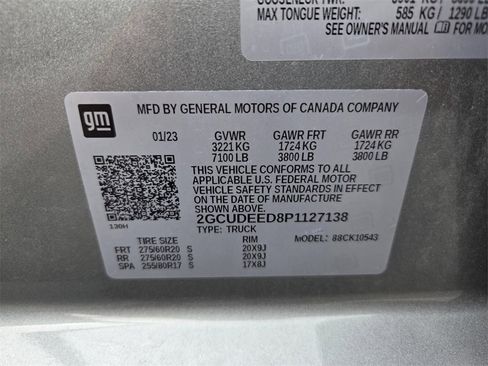 MAX TONGUE WEIGHT: 585 KG / 1290 LB
SEE OWNER'S MANUAL FOR MO
gm
MFD BY GENERAL MOTORS OF CANADA COMPANY
01/23 GVWR GAWR FRT GAWR RR
3221 KG 1724 KG 1724 KG
7100 LB 3800 LB 3800 LB
THIS VEHICLE CONFORMS TO ALL
APPLICABLE U.S. FEDERAL MOTOR
VEHICLE SAFETY STANDARDS IN EFFECT
ON THE DATE OF MANUFACTURE
SHOWN ABOVE.
2GCUDEED8P1127138
130H
TYPE: TRUCK
TIRE SIZE RIM MODEL: 88CK10543
FRT 275/60R20 S 20X9J
RR 275/60R20 S 20X9J
SPA 255/80R17 S 17X8J